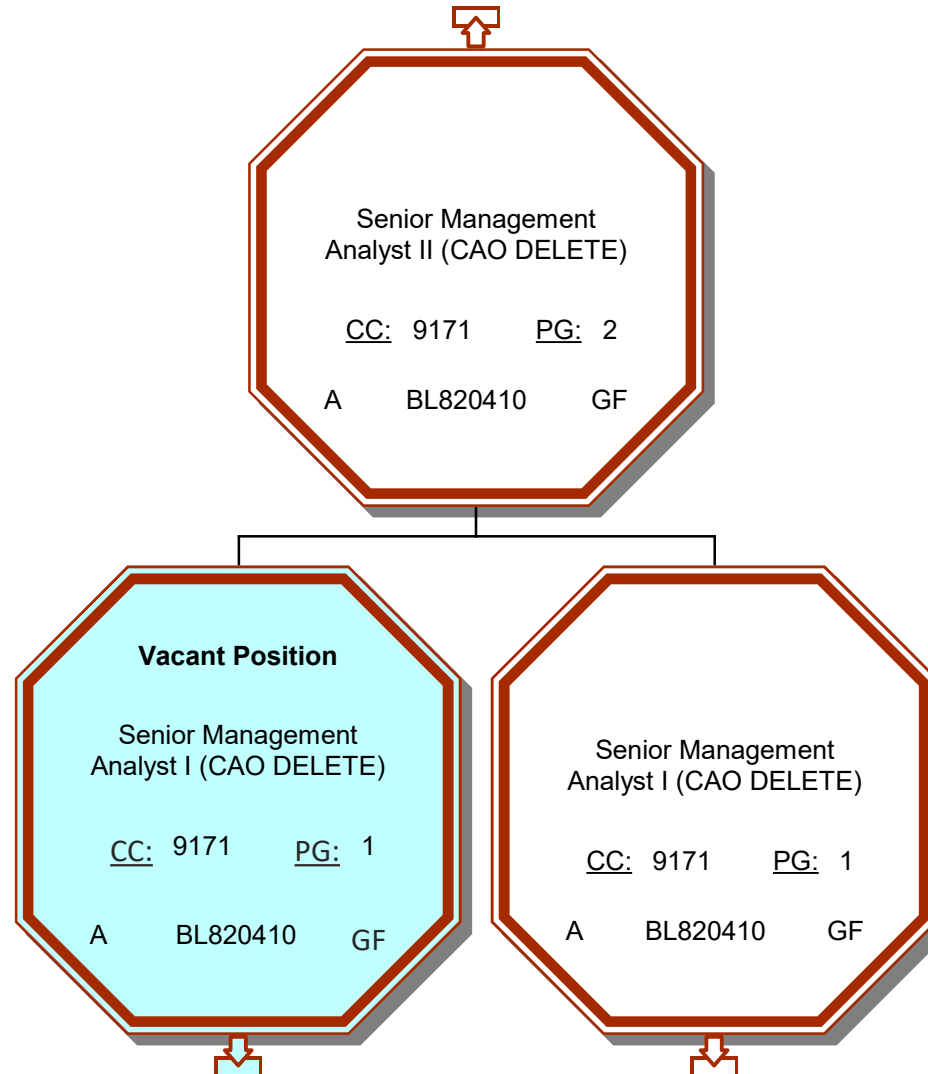 Senior Management
Analyst II (CAO DELETE)
CC: 9171 PG: 2
A BL820410 GF
Vacant Position
Senior Management
Analyst I (CAO DELETE)
CC: 9171 PG: 1
A BL820410 GF
Senior Management
Analyst I (CAO DELETE)
CC: 9171 PG: 1
A BL820410 GF